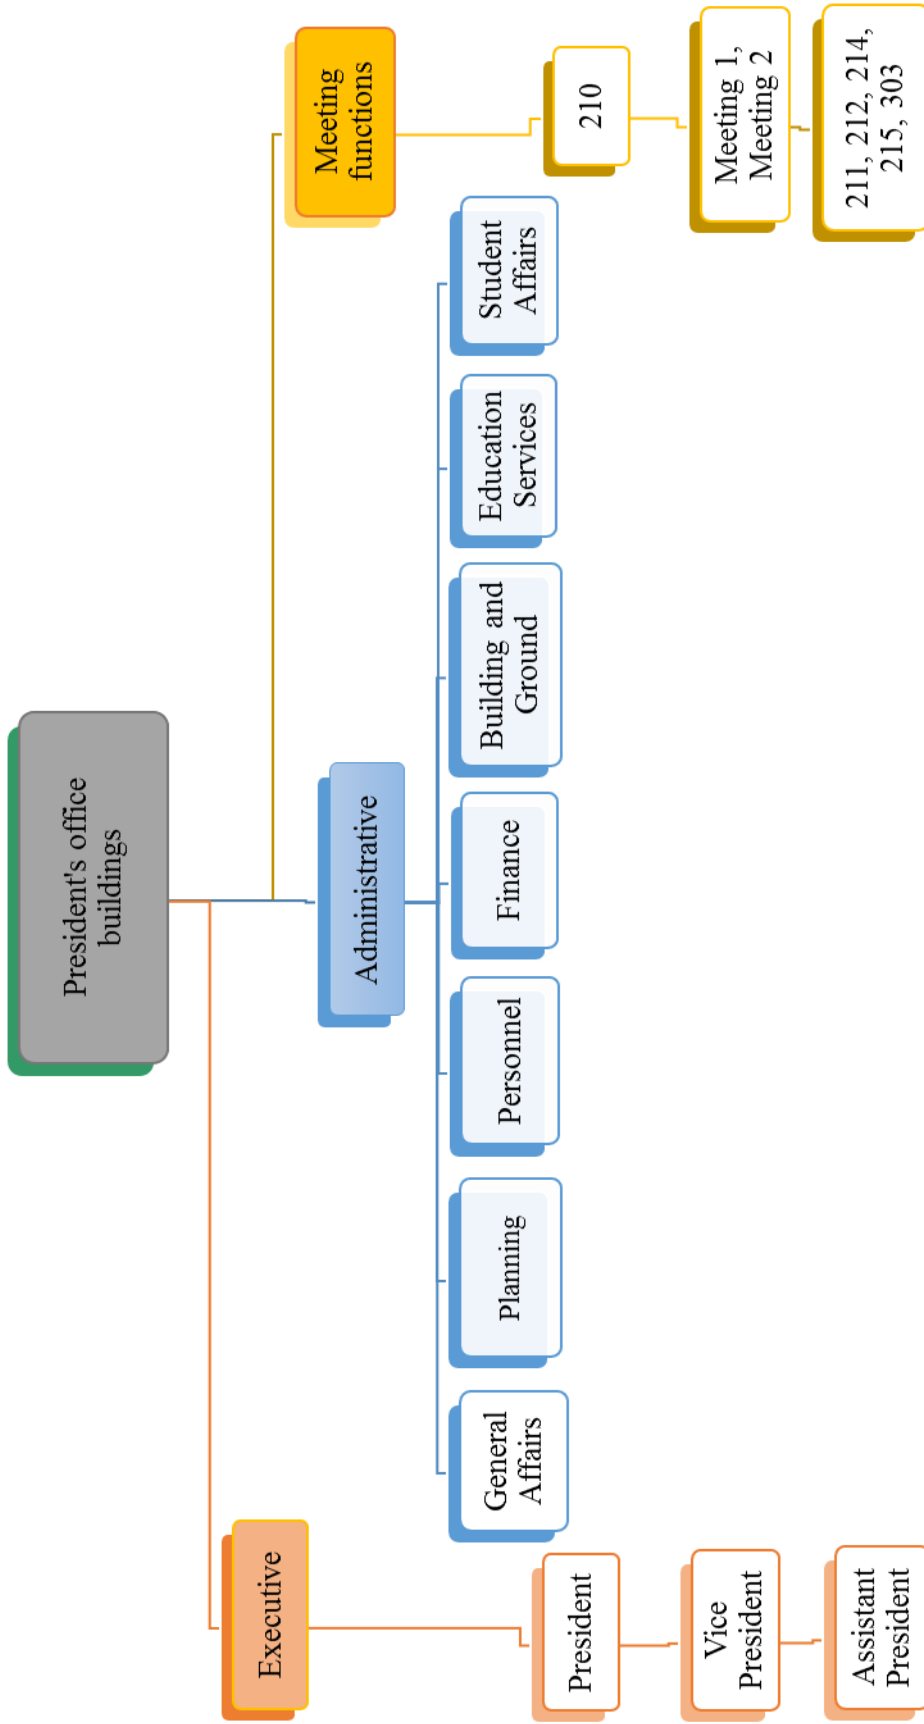 President's office
buildings
Executive
Administrative
Meeting
functions
President
Vice
President
Assistant
President
General
Affairs
Planning
Personnel
Finance
Building and
Ground
Education
Services
Student
Affairs
210
Meeting 1,
Meeting 2
211, 212, 214,
215, 303